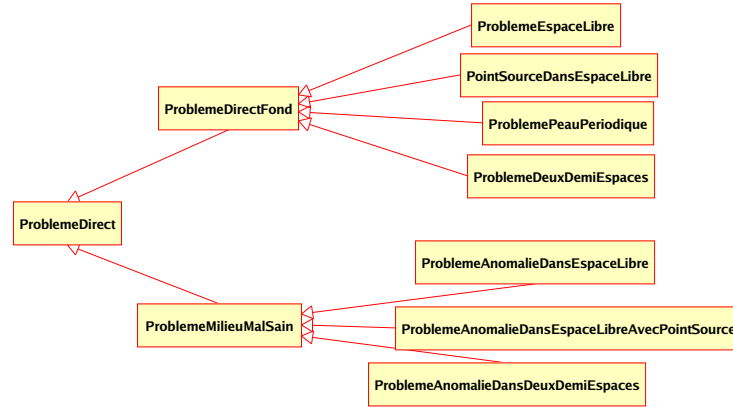 ProblemeEspaceLibre
PointSourceDansEspaceLibre
ProblemeDirectFond
ProblemePeauPeriodique
ProblemeDeuxDemiEspaces
ProblemeDirect
ProblemeAnomalieDansEspaceLibre
ProblemeMilieuMalSain
ProblemeAnomalieDansEspaceLibreAvecPointSource
ProblemeAnomalieDansDeuxDemiEspaces